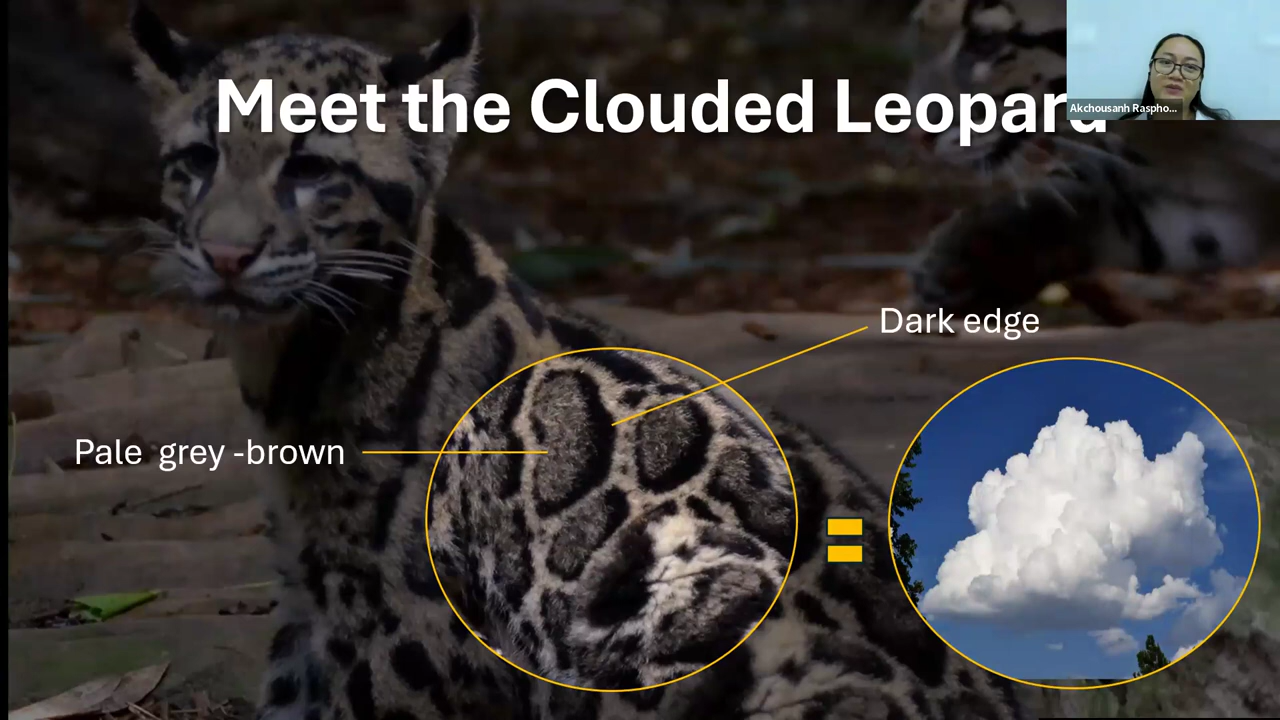 Meet the Clouded Leopard
Akchousanh Raspho...
Dark edge
Pale grey -brown